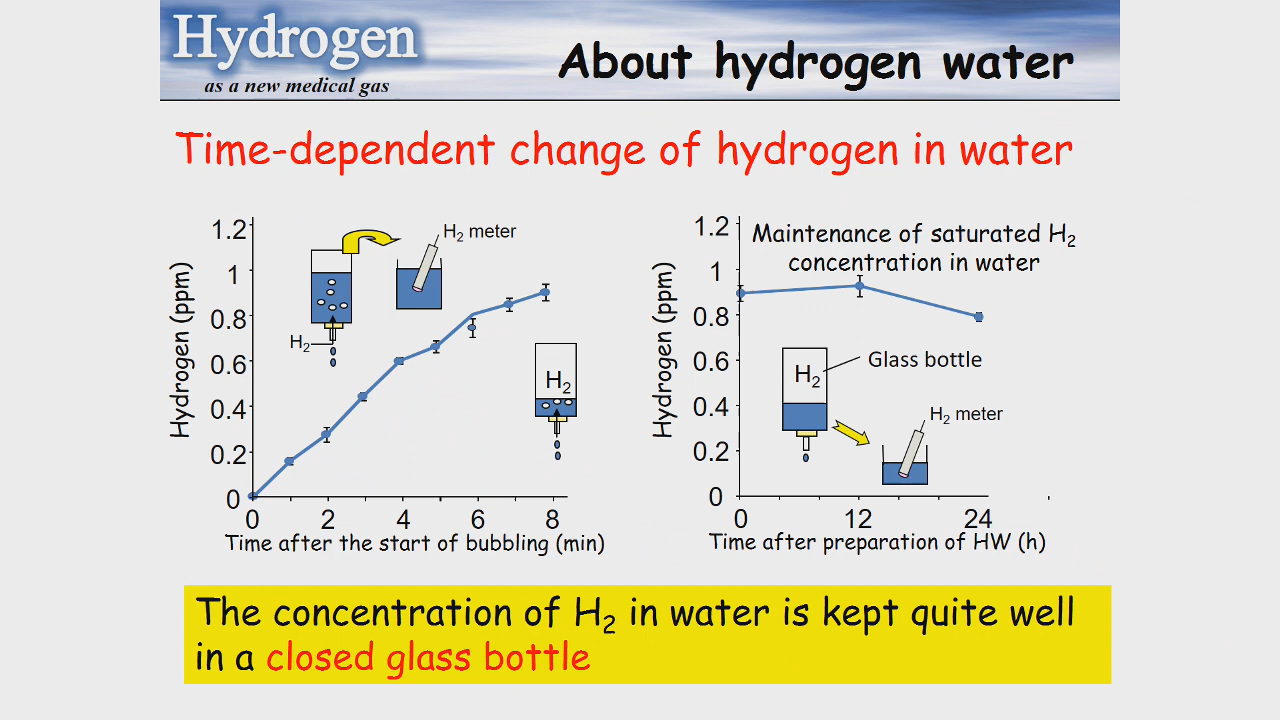 Hydrogen
as a new medical gas
About hydrogen water
Time-dependent change of hydrogen in water
Hydrogen (ppm)
1.2
1
0.8
0.6
0.4
0.2
0
0 2 4 6 8
Time after the start of bubbling (min)
H2 meter
H2
H2
Hydrogen (ppm)
1.2
1
0.8
0.6
0.4
0.2
0
0 12 24
Time after preparation of HW (h)
Maintenance of saturated H2
concentration in water
H2
Glass bottle
H2 meter
The concentration of H2 in water is kept quite well
in a closed glass bottle